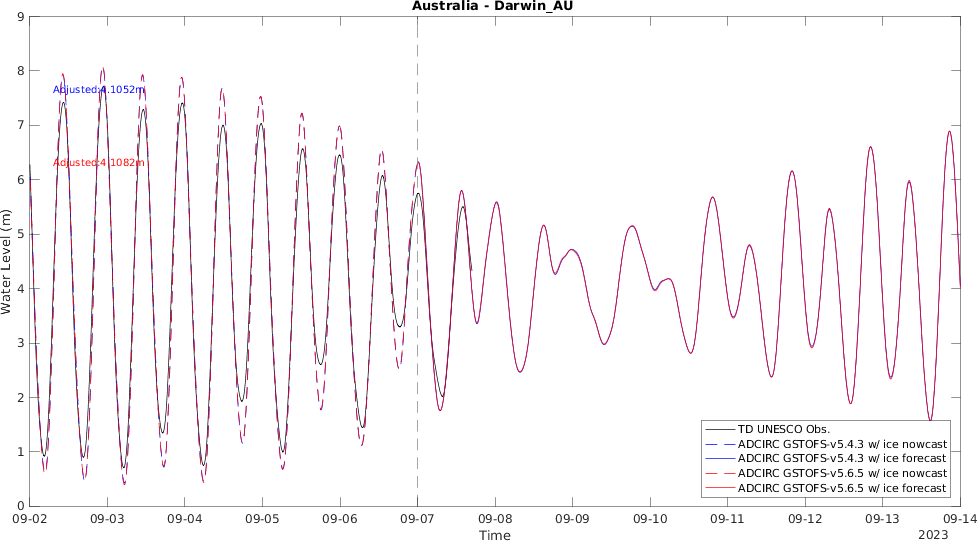 Australia - Darwin_AU
9
8
7
6
5
4
3
2
1
0
Water Level (m)
Adjusted:4.1052m
Adjusted:4.1082m
TD UNESCO Obs.
ADCIRC GSTOFS-v5.4.3 w/ ice nowcast
ADCIRC GSTOFS-v5.4.3 w/ ice forecast
ADCIRC GSTOFS-v5.6.5 w/ ice nowcast
ADCIRC GSTOFS-v5.6.5 w/ ice forecast
09-02 09-03 09-04 09-05 09-06 09-07 09-08 09-09 09-10 09-11 09-12 09-13 09-14
Time
2023